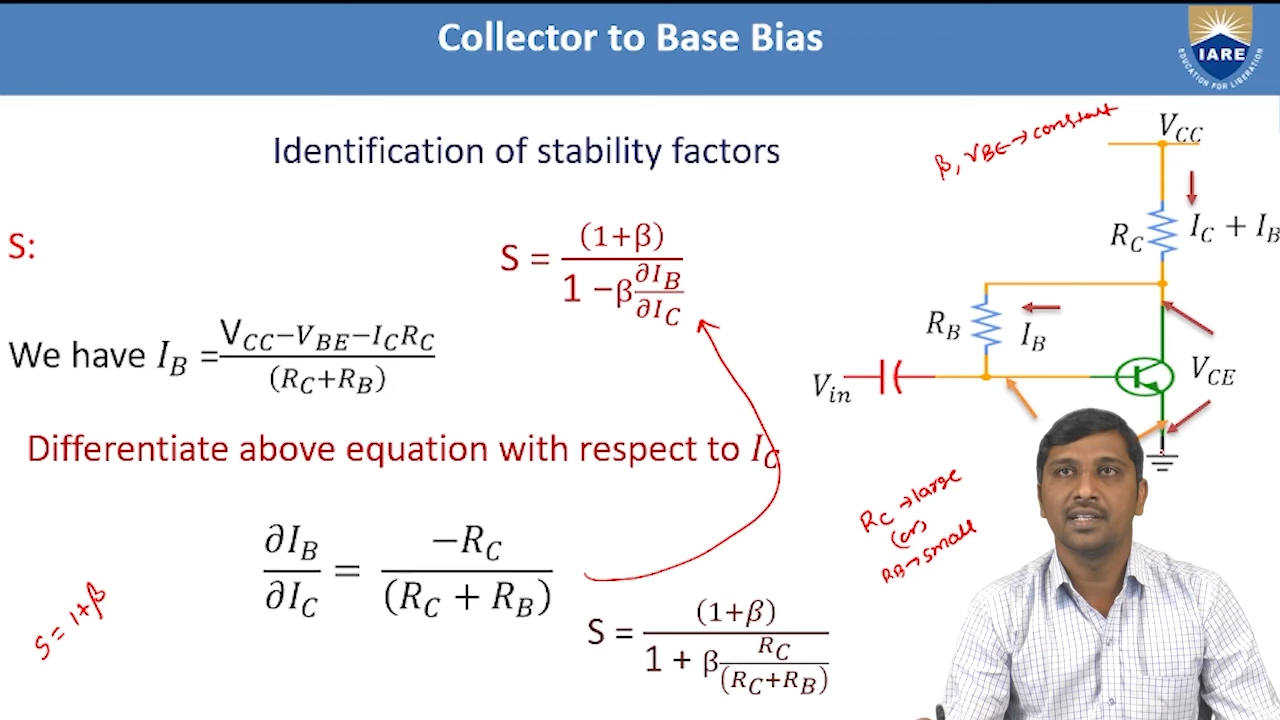 Collector to Base Bias
IARE
EDUCATION FOR LIBERATION
Identification of stability factors
β, VBE → constant
VCC
S:
S = (1+β) / (1 −β ∂IB/∂IC)
RC
IC + IB
RB
IB
We have IB = (VCC−VBE−ICRC) / (RC+RB)
Vin
VCE
Differentiate above equation with respect to IC
RC → large
(or)
RB → small
∂IB/∂IC = −RC / (RC + RB)
S = 1+β
S = (1+β) / (1 + β RC/(RC+RB))